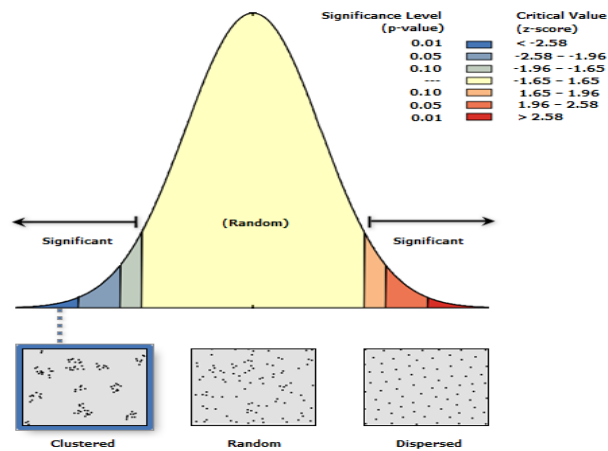 Significance Level Critical Value
(p-value) (z-score)
0.01 < -2.58
0.05 -2.58 – -1.96
0.10 -1.96 – -1.65
--- -1.65 – 1.65
0.10 1.65 – 1.96
0.05 1.96 – 2.58
0.01 > 2.58
(Random)
Significant Significant
Clustered Random Dispersed